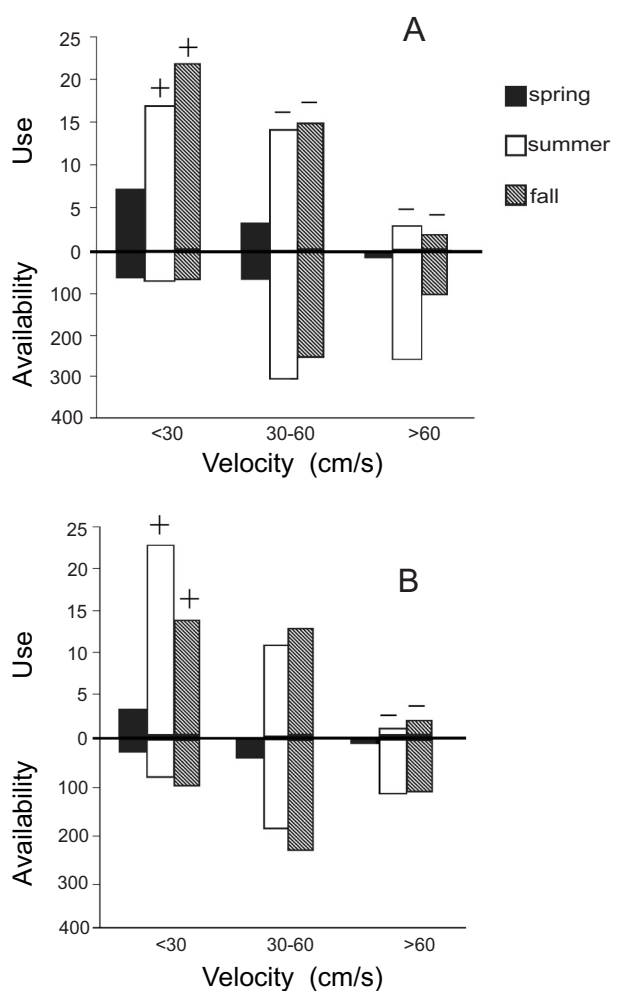 A
25
20
15
10
5
0
100
200
300
400
Use
Availability
+ +
− −
− −
<30 30-60 >60
Velocity (cm/s)
spring
summer
fall
B
25
20
15
10
5
0
100
200
300
400
Use
Availability
+
+
− −
<30 30-60 >60
Velocity (cm/s)